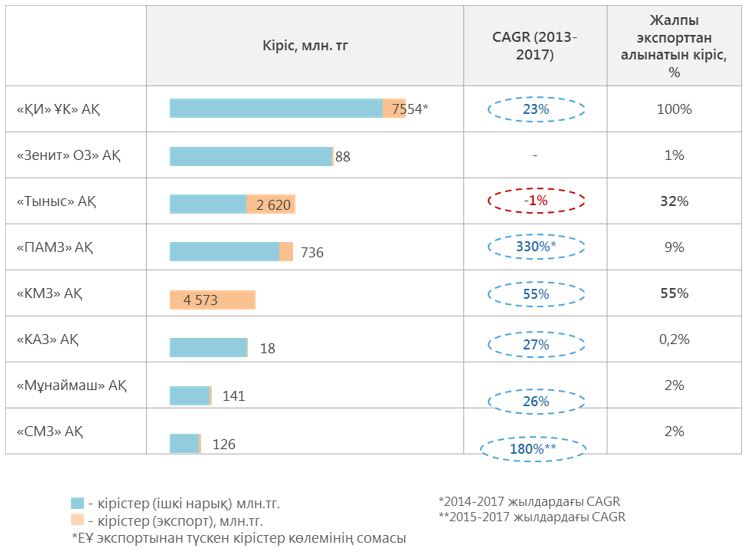 Кіріс, млн. тг
CAGR (2013-
2017)
Жалпы
экспорттан
алынатын кіріс,
%
«ҚИ» ҰК» АҚ
7554*
23%
100%
«Зенит» ОЗ» АҚ
88
-
1%
«Тыныс» АҚ
2 620
-1%
32%
«ПАМЗ» АҚ
736
330%*
9%
«КМЗ» АҚ
4 573
55%
55%
«КАЗ» АҚ
18
27%
0,2%
«Мұнаймаш» АҚ
141
26%
2%
«СМЗ» АҚ
126
180%**
2%
- кірістер (ішкі нарық) млн.тг.
- кірістер (экспорт), млн.тг.
*ЕҰ экспортынан түскен кірістер көлемінің сомасы
*2014-2017 жылдардағы CAGR
**2015-2017 жылдардағы CAGR